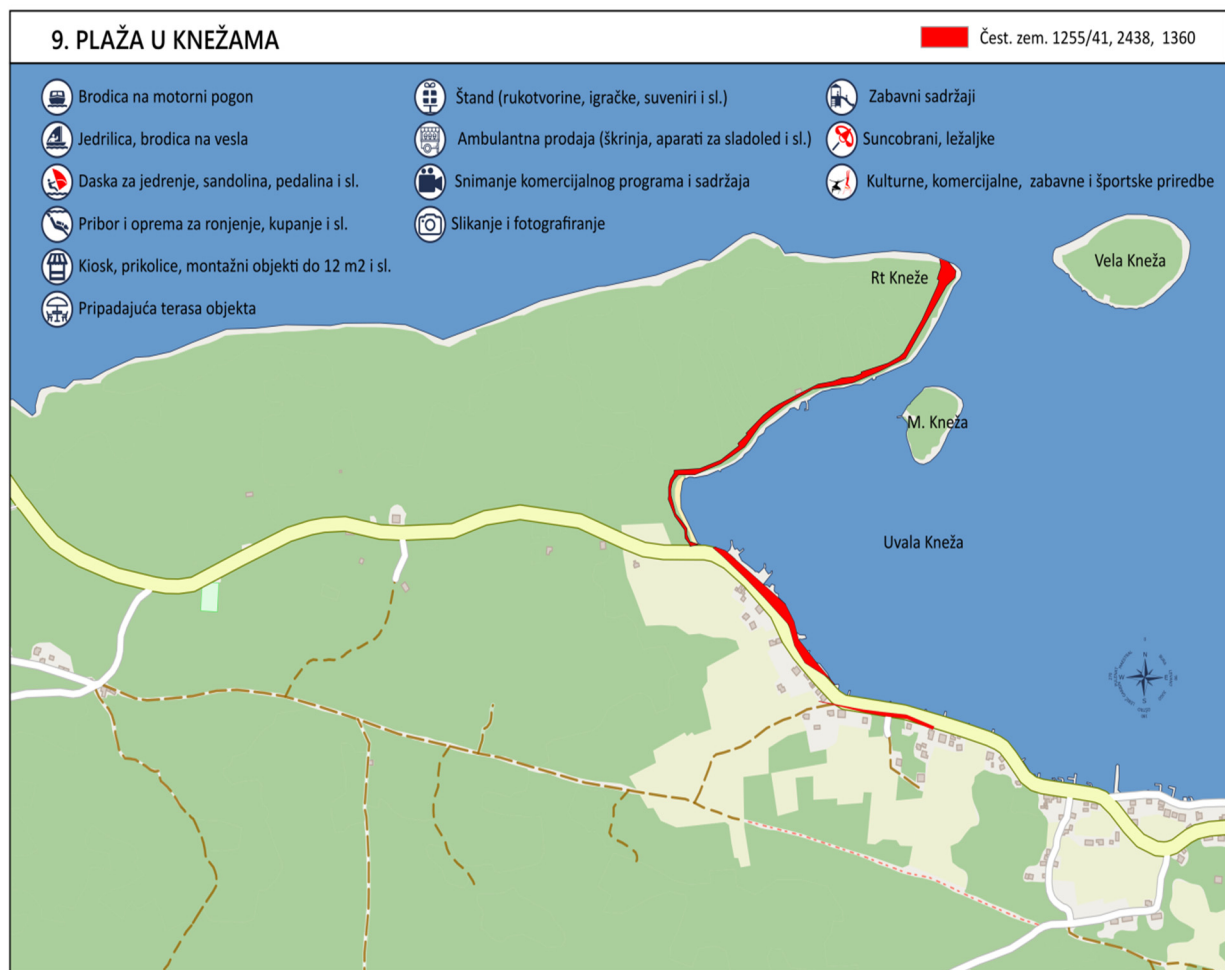 9. PLAŽA U KNEŽAMA
Čest. zem. 1255/41, 2438, 1360
Brodica na motorni pogon
Jedrilica, brodica na vesla
Daska za jedrenje, sandolina, pedalina i sl.
Pribor i oprema za ronjenje, kupanje i sl.
Kiosk, prikolice, montažni objekti do 12 m2 i sl.
Pripadajuća terasa objekta
Štand (rukotvorine, igračke, suveniri i sl.)
Ambulantna prodaja (škrinja, aparati za sladoled i sl.)
Snimanje komercijalnog programa i sadržaja
Slikanje i fotografiranje
Zabavni sadržaji
Suncobrani, ležaljke
Kulturne, komercijalne, zabavne i športske priredbe
Vela Kneža
Rt Kneže
M. Kneža
Uvala Kneža
N
W
E
S